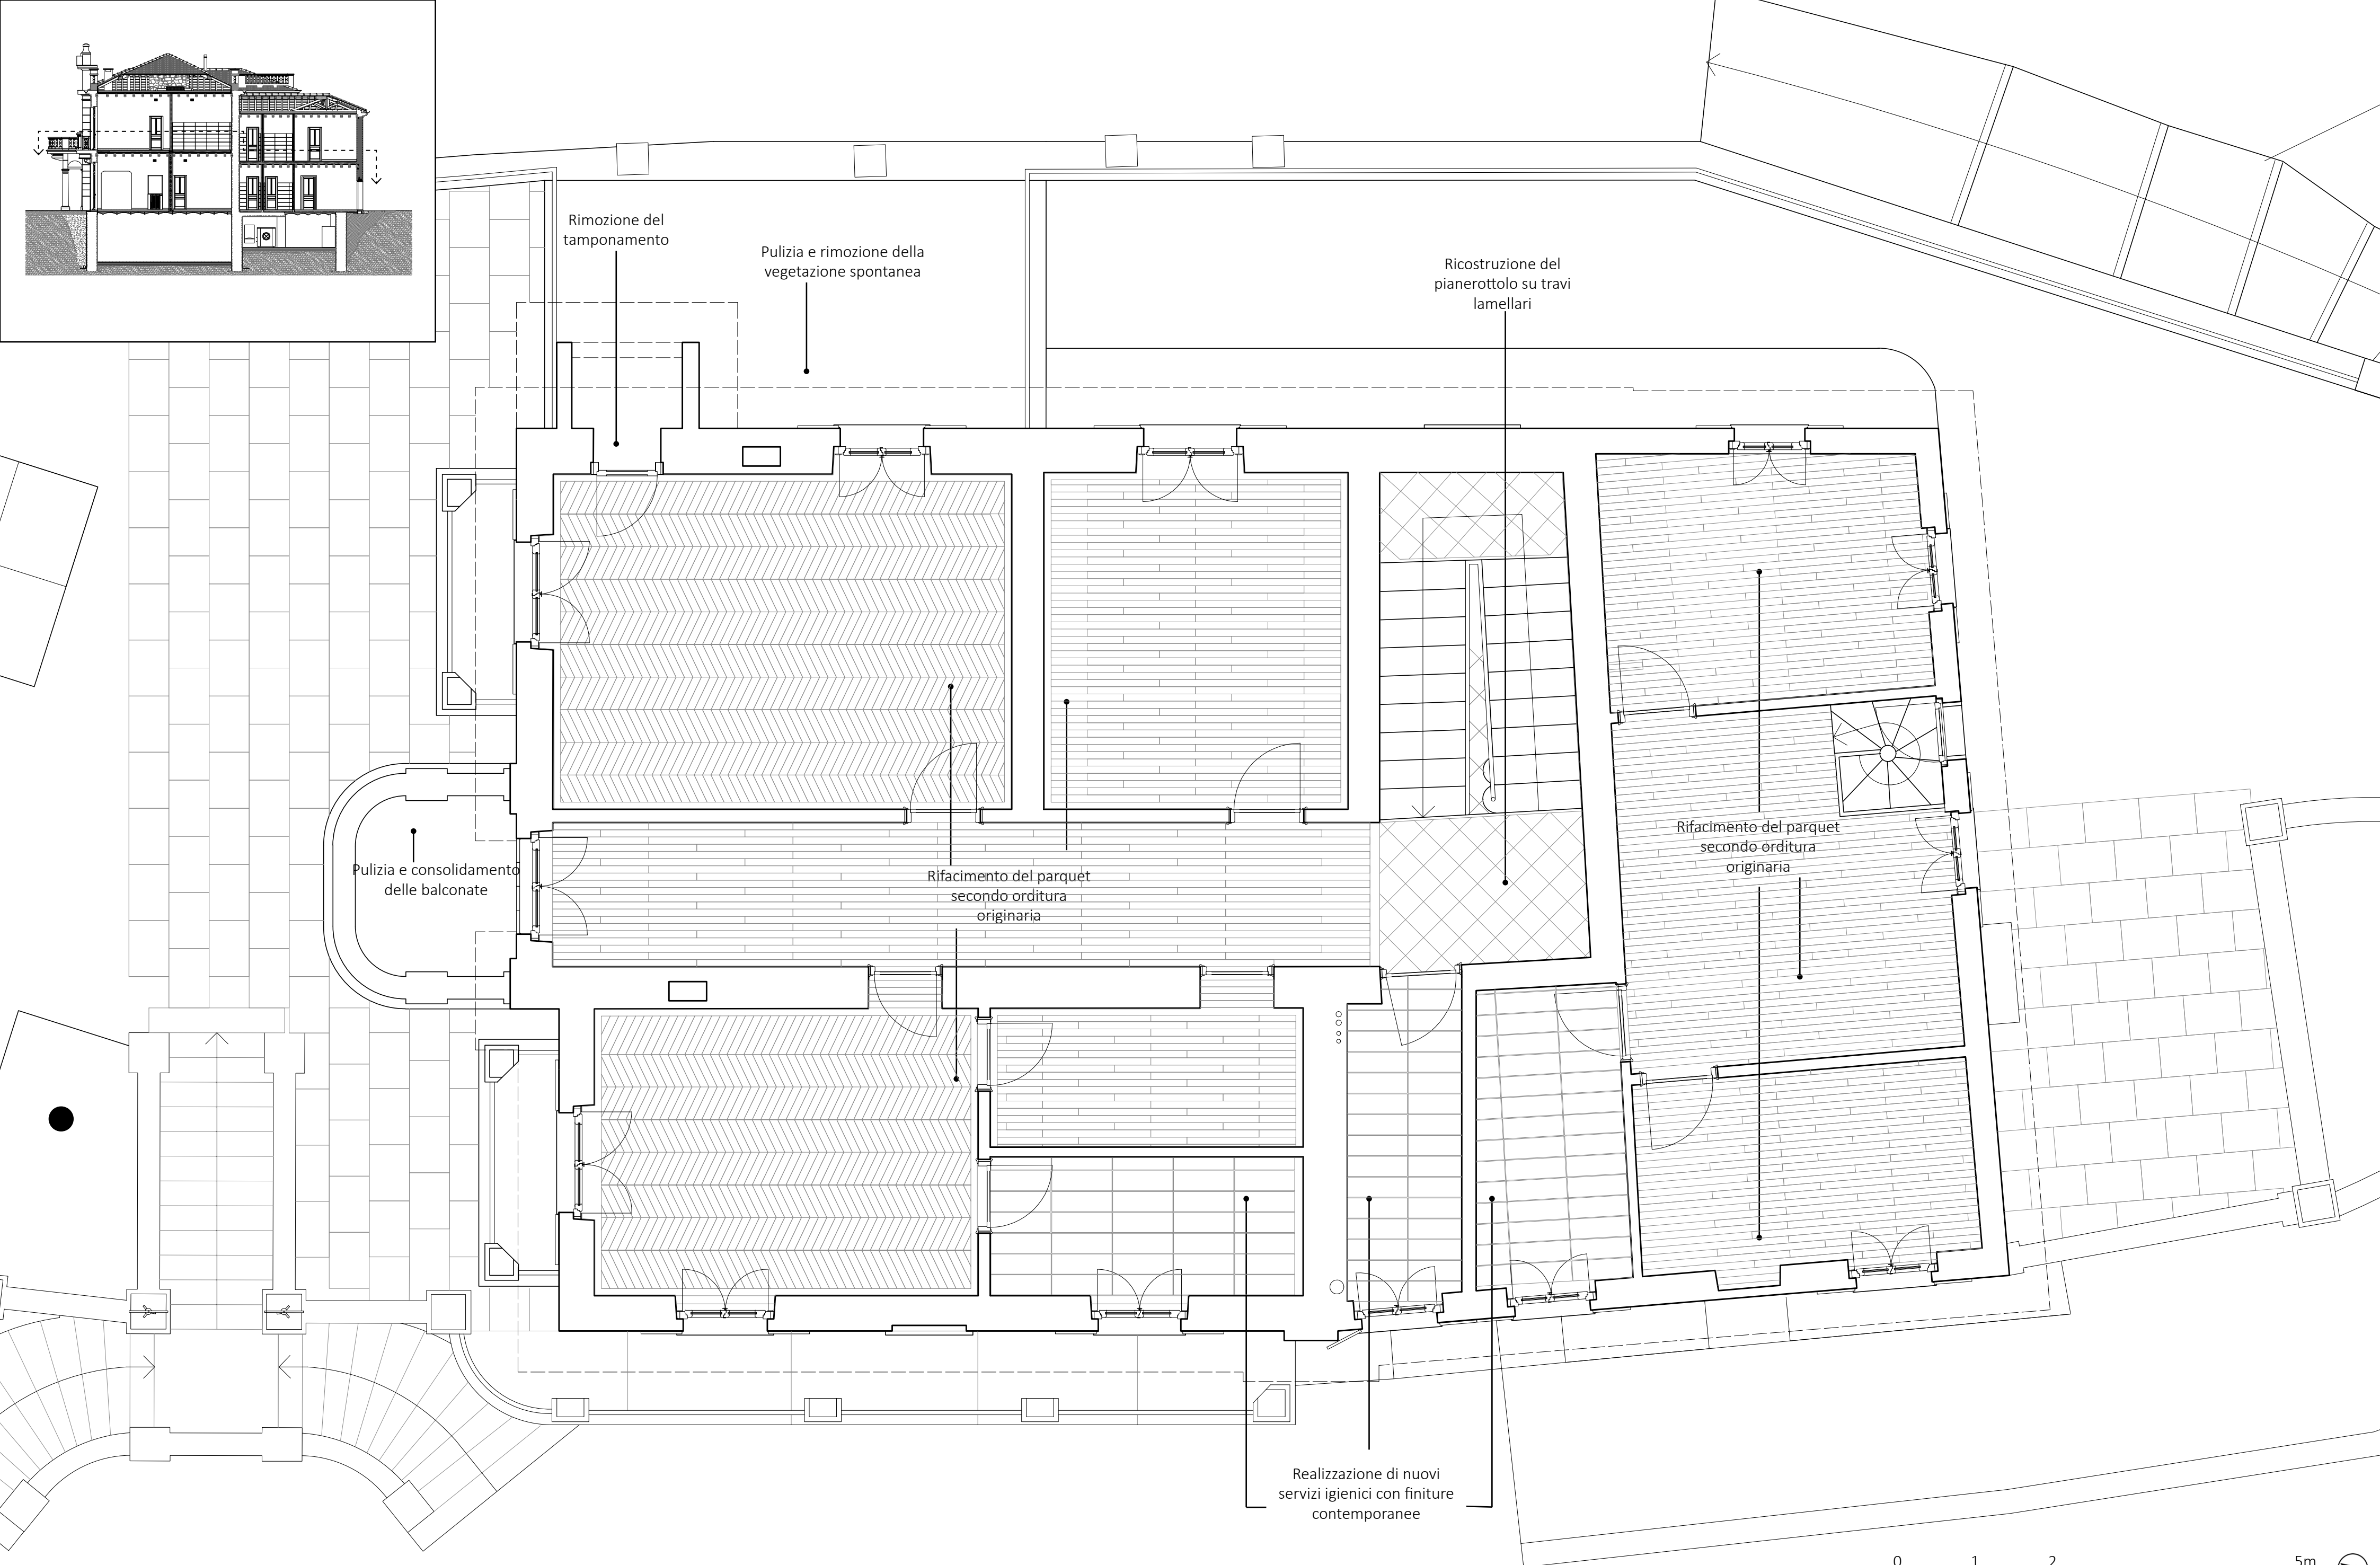 Rimozione del
tamponamento
Pulizia e rimozione della
vegetazione spontanea
Ricostruzione del
pianerottolo su travi
lamellari
Pulizia e consolidamento
delle balconate
Rifacimento del parquet
secondo orditura
originaria
Rifacimento del parquet
secondo orditura
originaria
Realizzazione di nuovi
servizi igienici con finiture
contemporanee
0 1 2 5m